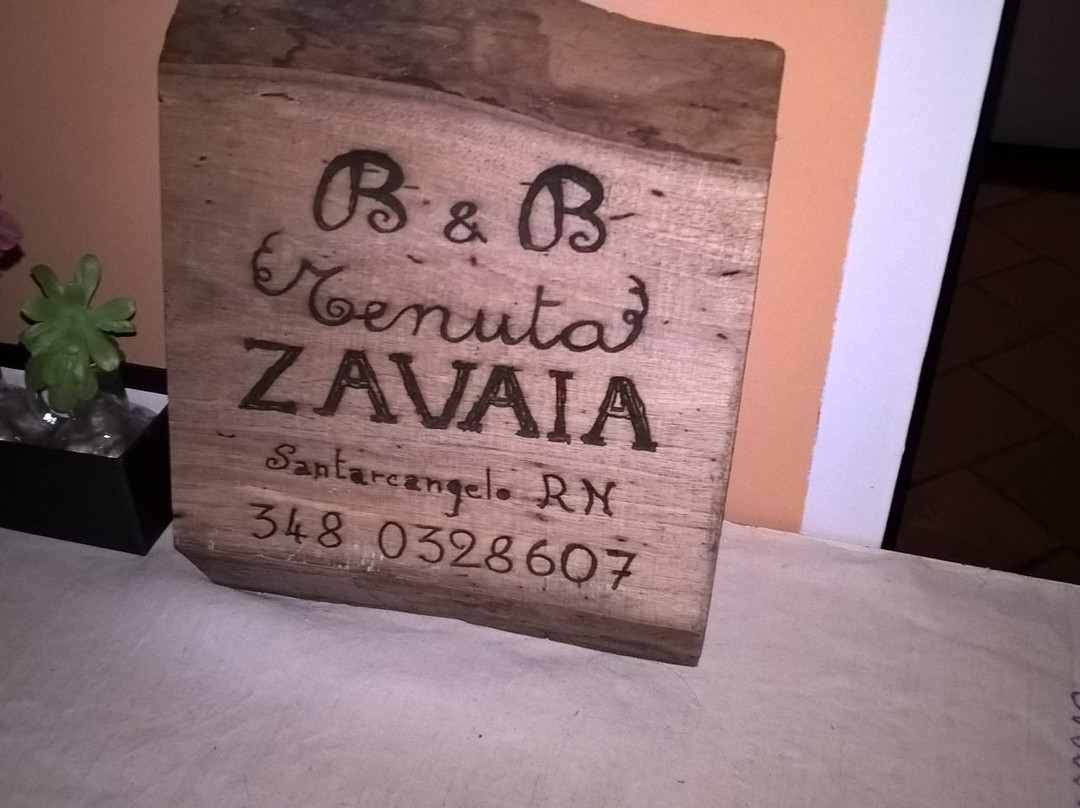 B & B
Tenuta
ZAVAIA
Santarcangelo RN
348 0328607